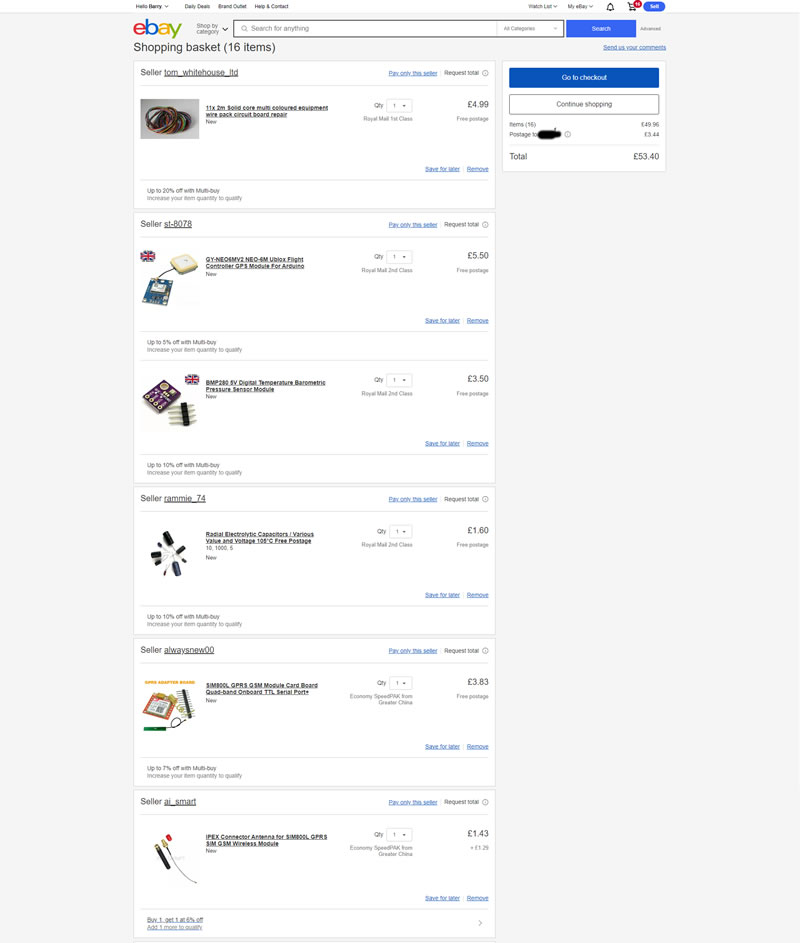 Hello Barry.
Daily Deals
Brand Outlet
Help & Contact
Watch List
My eBay
16
Sell
ebay
Shop by
category
Search for anything
All Categories
Search
Advanced
Shopping basket (16 items)
Send us your comments
Seller tom_whitehouse_ltd
Pay only this seller
Request total
11x 2m Solid core multi coloured equipment
wire pack circuit board repair
New
Qty 1
Royal Mail 1st Class
£4.99
Free postage
Save for later
Remove
Up to 20% off with Multi-buy
Increase your item quantity to qualify
Seller st-8078
Pay only this seller
Request total
GY-NEO6MV2 NEO-6M Ublox Flight
Controller GPS Module For Arduino
New
Qty 1
Royal Mail 2nd Class
£5.50
Free postage
Save for later
Remove
Up to 5% off with Multi-buy
Increase your item quantity to qualify
BMP280 5V Digital Temperature Barometric
Pressure Sensor Module
New
Qty 1
Royal Mail 2nd Class
£3.50
Free postage
Save for later
Remove
Up to 10% off with Multi-buy
Increase your item quantity to qualify
Seller rammie_74
Pay only this seller
Request total
Radial Electrolytic Capacitors / Various
Value and Voltage 105°C Free Postage
10, 1000, 5
New
Qty 1
Royal Mail 2nd Class
£1.60
Free postage
Save for later
Remove
Up to 10% off with Multi-buy
Increase your item quantity to qualify
Seller alwaysnew00
Pay only this seller
Request total
GPRS ADAPTER BOARD
SIM800L GPRS GSM Module Card Board
Quad-band Onboard TTL Serial Port+
New
Qty 1
Economy SpeedPAK from
Greater China
£3.83
Free postage
Save for later
Remove
Up to 7% off with Multi-buy
Increase your item quantity to qualify
Seller ai_smart
Pay only this seller
Request total
IPEX Connector Antenna for SIM800L GPRS
SIM GSM Wireless Module
New
Qty 1
Economy SpeedPAK from
Greater China
£1.43
+ £1.29
Save for later
Remove
Buy 1, get 1 at 6% off
Add 1 more to qualify
Go to checkout
Continue shopping
Items (16)
£49.96
Postage to
£3.44
Total
£53.40